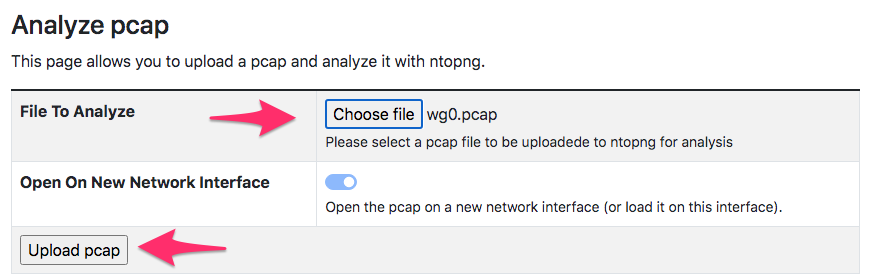 Analyze pcap
This page allows you to upload a pcap and analyze it with ntopng.
File To Analyze
Choose file wg0.pcap
Please select a pcap file to be uploadede to ntopng for analysis
Open On New Network Interface
Open the pcap on a new network interface (or load it on this interface).
Upload pcap